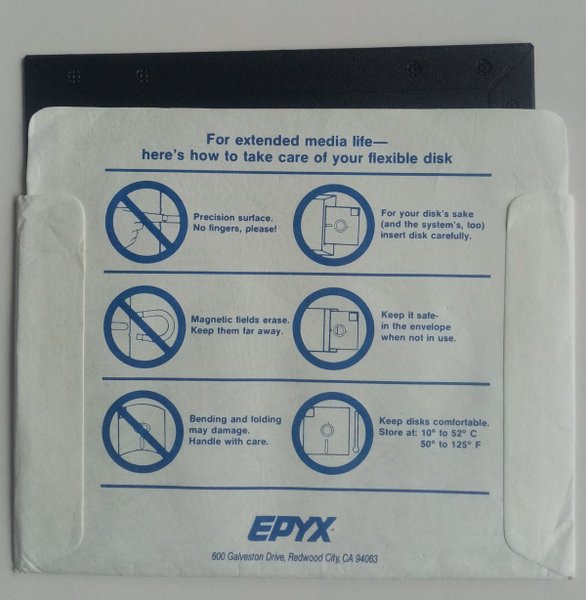 For extended media life—
here's how to take care of your flexible disk
Precision surface.
No fingers, please!
For your disk's sake
(and the system's, too)
insert disk carefully.
Magnetic fields erase.
Keep them far away.
Keep it safe-
in the envelope
when not in use.
Bending and folding
may damage.
Handle with care.
Keep disks comfortable.
Store at: 10° to 52° C
50° to 125° F
EPYX
600 Galveston Drive, Redwood City, CA 94063